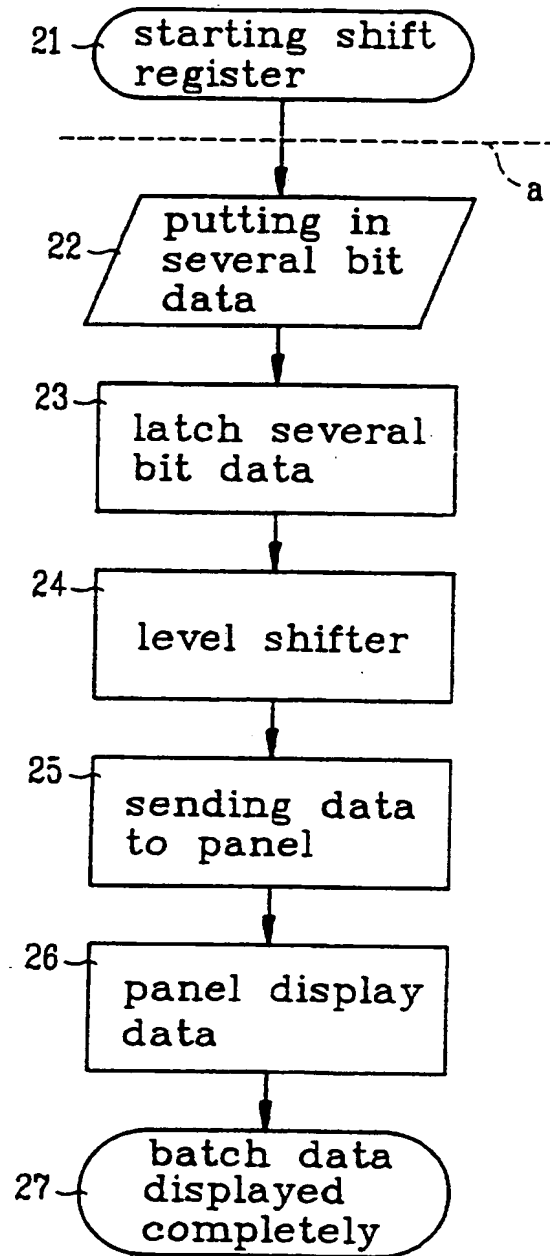 21
starting shift
register
a
22
putting in
several bit
data
23
latch several
bit data
24
level shifter
25
sending data
to panel
26
panel display
data
27
batch data
displayed
completely